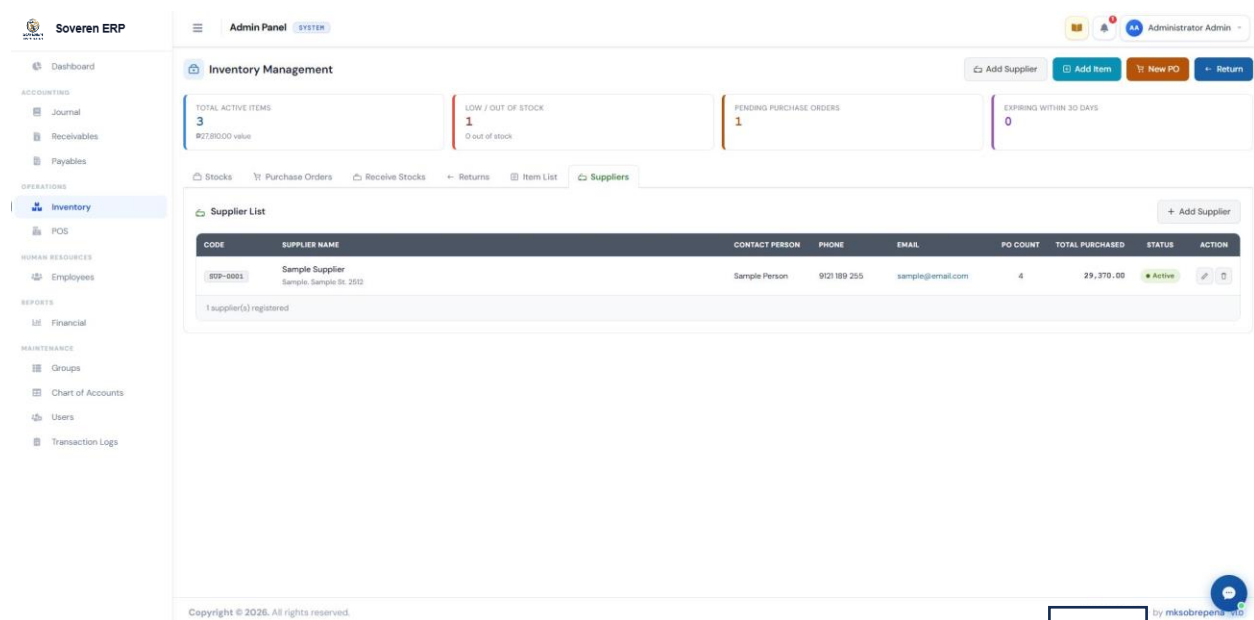 Soveren ERP
Admin Panel SYSTEM
1
AA Administrator Admin
Dashboard
ACCOUNTING
Journal
Receivables
Payables
OPERATIONS
Inventory
POS
HUMAN RESOURCES
Employees
REPORTS
Financial
MAINTENANCE
Groups
Chart of Accounts
Users
Transaction Logs
Inventory Management
Add Supplier
Add Item
New PO
← Return
TOTAL ACTIVE ITEMS
3
₱27,810.00 value
LOW / OUT OF STOCK
1
0 out of stock
PENDING PURCHASE ORDERS
1
EXPIRING WITHIN 30 DAYS
0
Stocks
Purchase Orders
Receive Stocks
← Returns
Item List
Suppliers
Supplier List
+ Add Supplier
CODE SUPPLIER NAME CONTACT PERSON PHONE EMAIL PO COUNT TOTAL PURCHASED STATUS ACTION
SUP-0001 Sample Supplier Sample Person 9121 189 255 sample@email.com 4 29,370.00 Active
Sample. Sample St. 2512
1 supplier(s) registered
Copyright © 2026. All rights reserved.
by mksobrepena v1.0